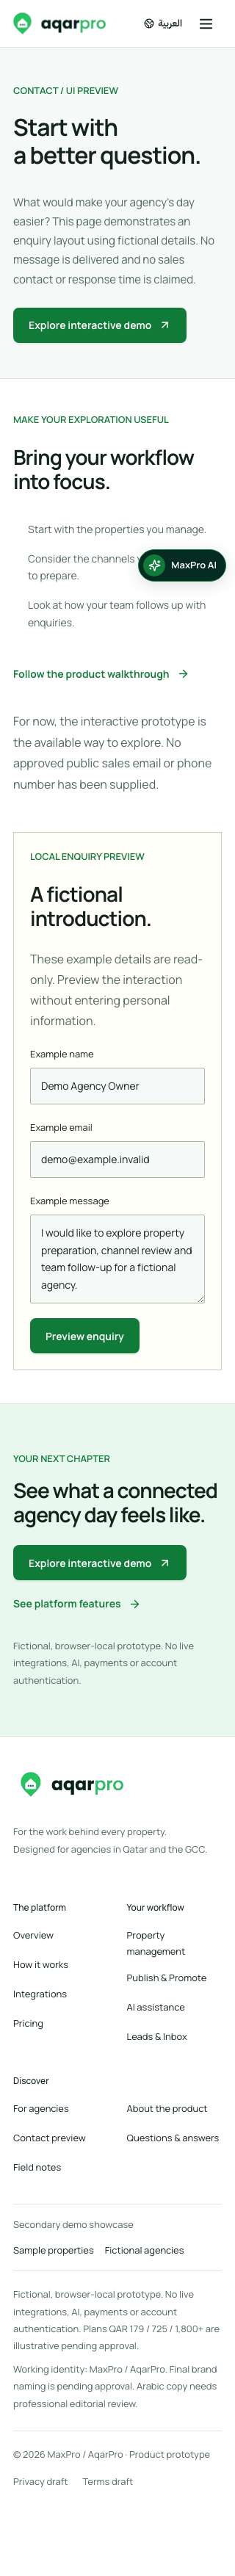 aqarpro
العربية
CONTACT / UI PREVIEW
Start with
a better question.
What would make your agency's day
easier? This page demonstrates an
enquiry layout using fictional details. No
message is delivered and no sales
contact or response time is claimed.
Explore interactive demo
MAKE YOUR EXPLORATION USEFUL
Bring your workflow
into focus.
Start with the properties you manage.
Consider the channels
to prepare.
MaxPro AI
Look at how your team follows up with
enquiries.
Follow the product walkthrough
For now, the interactive prototype is
the available way to explore. No
approved public sales email or phone
number has been supplied.
LOCAL ENQUIRY PREVIEW
A fictional
introduction.
These example details are read-
only. Preview the interaction
without entering personal
information.
Example name
Demo Agency Owner
Example email
demo@example.invalid
Example message
I would like to explore property
preparation, channel review and
team follow-up for a fictional
agency.
Preview enquiry
YOUR NEXT CHAPTER
See what a connected
agency day feels like.
Explore interactive demo
See platform features
Fictional, browser-local prototype. No live
integrations, AI, payments or account
authentication.
aqarpro
For the work behind every property.
Designed for agencies in Qatar and the GCC.
The platform
Overview
How it works
Integrations
Pricing
Your workflow
Property
management
Publish & Promote
AI assistance
Leads & Inbox
Discover
For agencies
About the product
Contact preview
Questions & answers
Field notes
Secondary demo showcase
Sample properties
Fictional agencies
Fictional, browser-local prototype. No live
integrations, AI, payments or account
authentication. Plans QAR 179 / 725 / 1,800+ are
illustrative pending approval.
Working identity: MaxPro / AqarPro. Final brand
naming is pending approval. Arabic copy needs
professional editorial review.
© 2026 MaxPro / AqarPro · Product prototype
Privacy draft
Terms draft